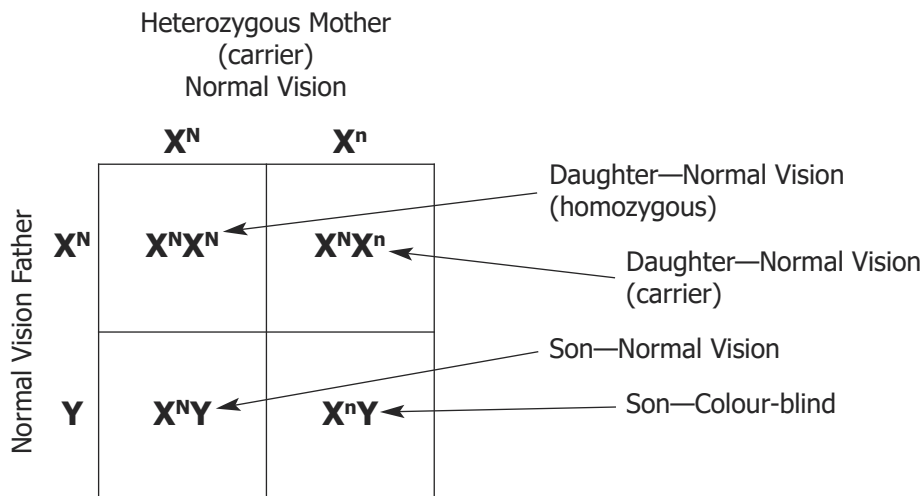 Heterozygous Mother
(carrier)
Normal Vision
Xᴺ Xⁿ
Daughter—Normal Vision
(homozygous)
Normal Vision Father
Xᴺ XᴺXᴺ XᴺXⁿ
Daughter—Normal Vision
(carrier)
Son—Normal Vision
Y XᴺY XⁿY
Son—Colour-blind